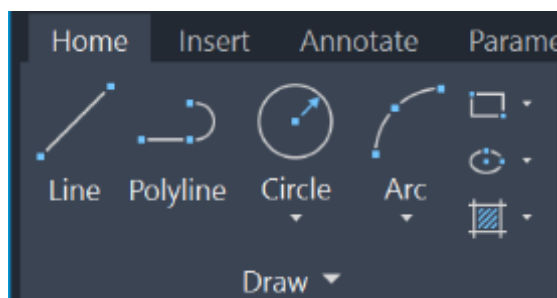 Home Insert Annotate Parame
Line Polyline Circle Arc
Draw